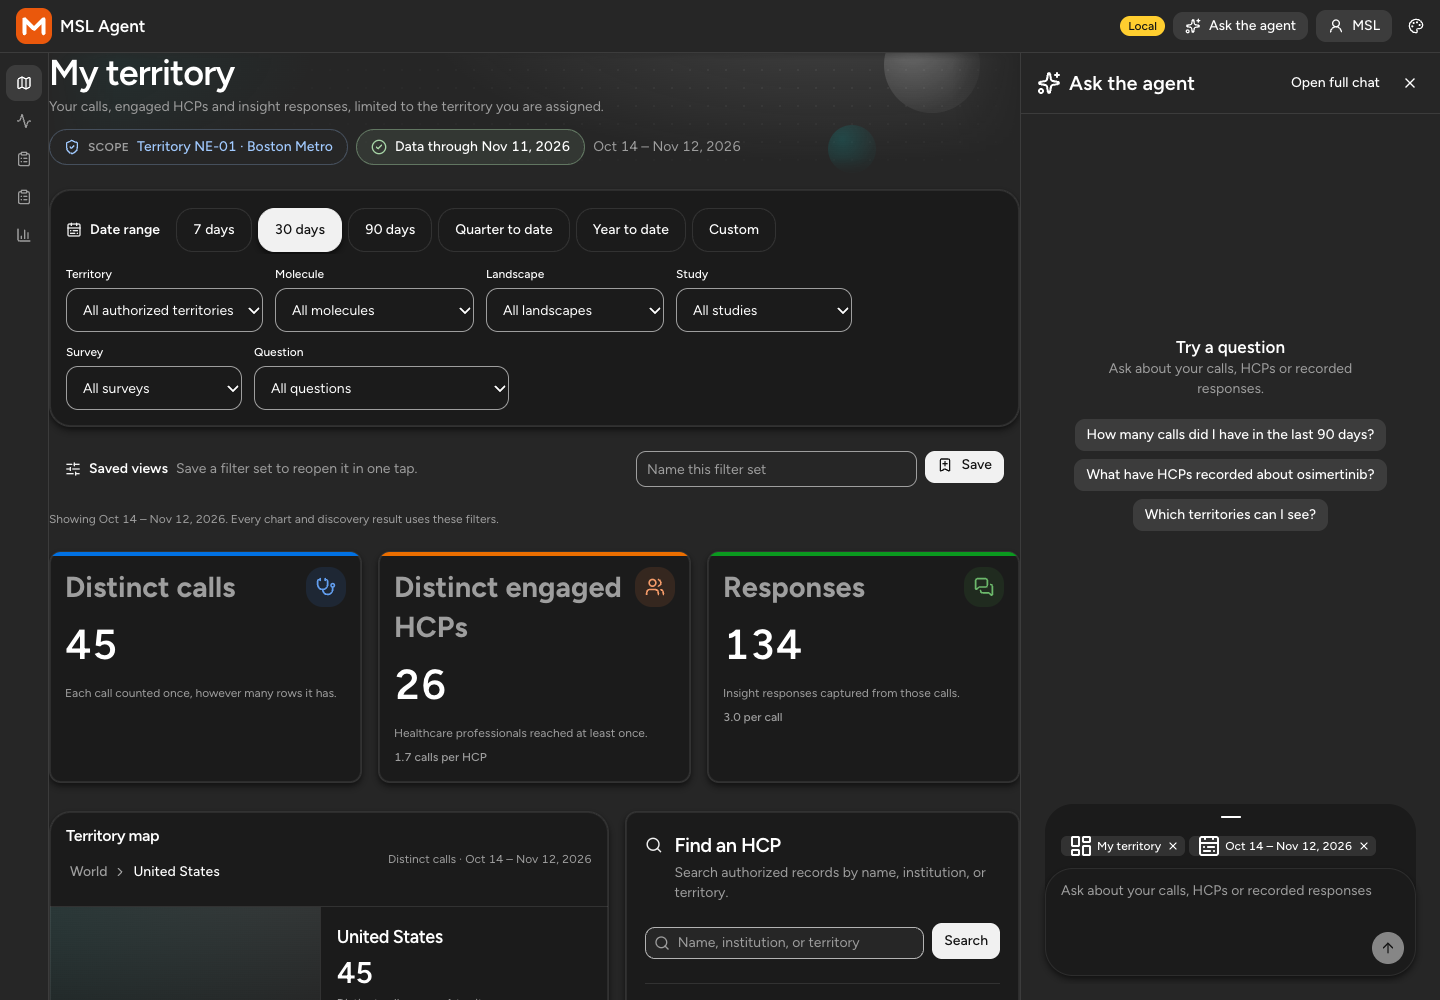 MSL Agent
Local
Ask the agent
MSL
My territory
Your calls, engaged HCPs and insight responses, limited to the territory you are assigned.
SCOPE Territory NE-01 · Boston Metro
Data through Nov 11, 2026
Oct 14 – Nov 12, 2026
Date range
7 days
30 days
90 days
Quarter to date
Year to date
Custom
Territory
Molecule
Landscape
Study
All authorized territories
All molecules
All landscapes
All studies
Survey
Question
All surveys
All questions
Saved views Save a filter set to reopen it in one tap.
Name this filter set
Save
Showing Oct 14 – Nov 12, 2026. Every chart and discovery result uses these filters.
Distinct calls
45
Each call counted once, however many rows it has.
Distinct engaged
HCPs
26
Healthcare professionals reached at least once.
1.7 calls per HCP
Responses
134
Insight responses captured from those calls.
3.0 per call
Territory map
World
United States
Distinct calls · Oct 14 – Nov 12, 2026
United States
45
Find an HCP
Search authorized records by name, institution, or
territory.
Name, institution, or territory
Search
Ask the agent
Open full chat
Try a question
Ask about your calls, HCPs or recorded
responses.
How many calls did I have in the last 90 days?
What have HCPs recorded about osimertinib?
Which territories can I see?
My territory
Oct 14 – Nov 12, 2026
Ask about your calls, HCPs or recorded responses